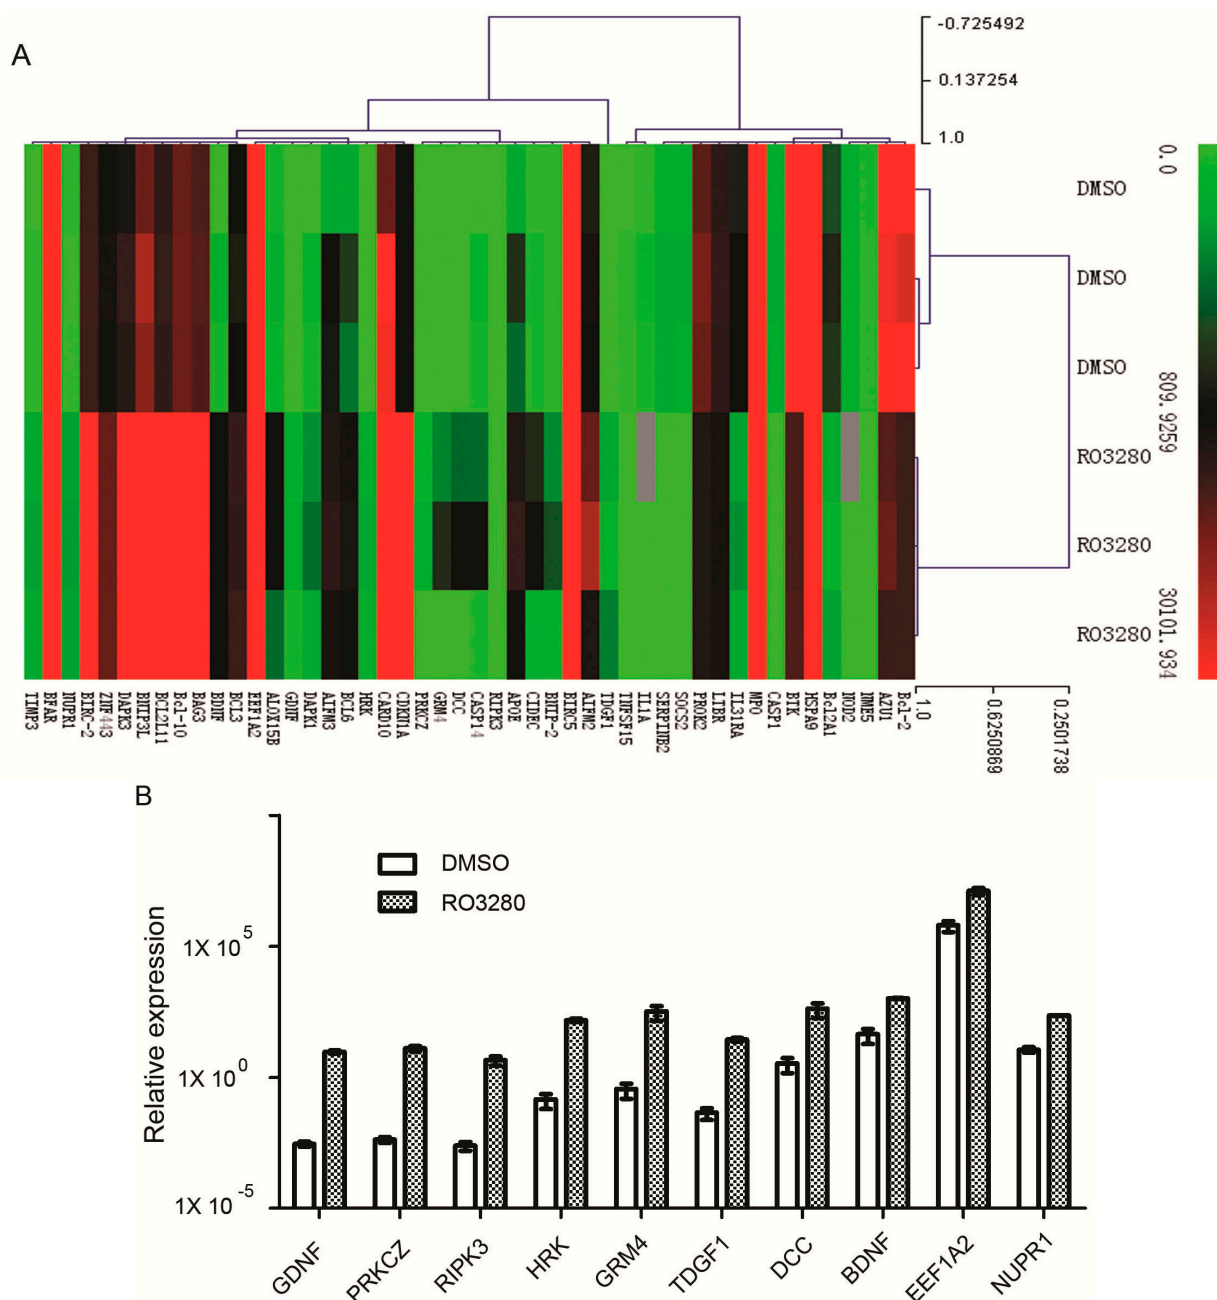 A
-0.725492
0.137254
1.0
0.0
809.9259
30101.934
DMSO
DMSO
DMSO
RO3280
RO3280
RO3280
TIMP3
BFAR
NUPR1
BIRC-2
ZNF443
DAPK3
BNIP3L
BCL2L11
Bcl-10
BAG3
BDNF
BCL3
EEF1A2
ALOX15B
GDNF
DAPK1
AIFM3
BCL6
HRK
CARD10
CDKN1A
PRKCZ
GRM4
DCC
CASP14
RIPK3
APOE
CIDEC
BNIP-2
BIRC5
AIFM2
TDGF1
TNFSF15
IL1A
SERPINB2
SOCS2
PROK2
LTBR
IL31RA
MPO
CASP1
BTK
HSPA9
Bcl2A1
NOD2
NME5
AZU1
Bcl-2
1.0
0.6250869
0.2501738
B
DMSO
RO3280
Relative expression
1X 10 5
1X 10 0
1X 10 -5
GDNF
PRKCZ
RIPK3
HRK
GRM4
TDGF1
DCC
BDNF
EEF1A2
NUPR1